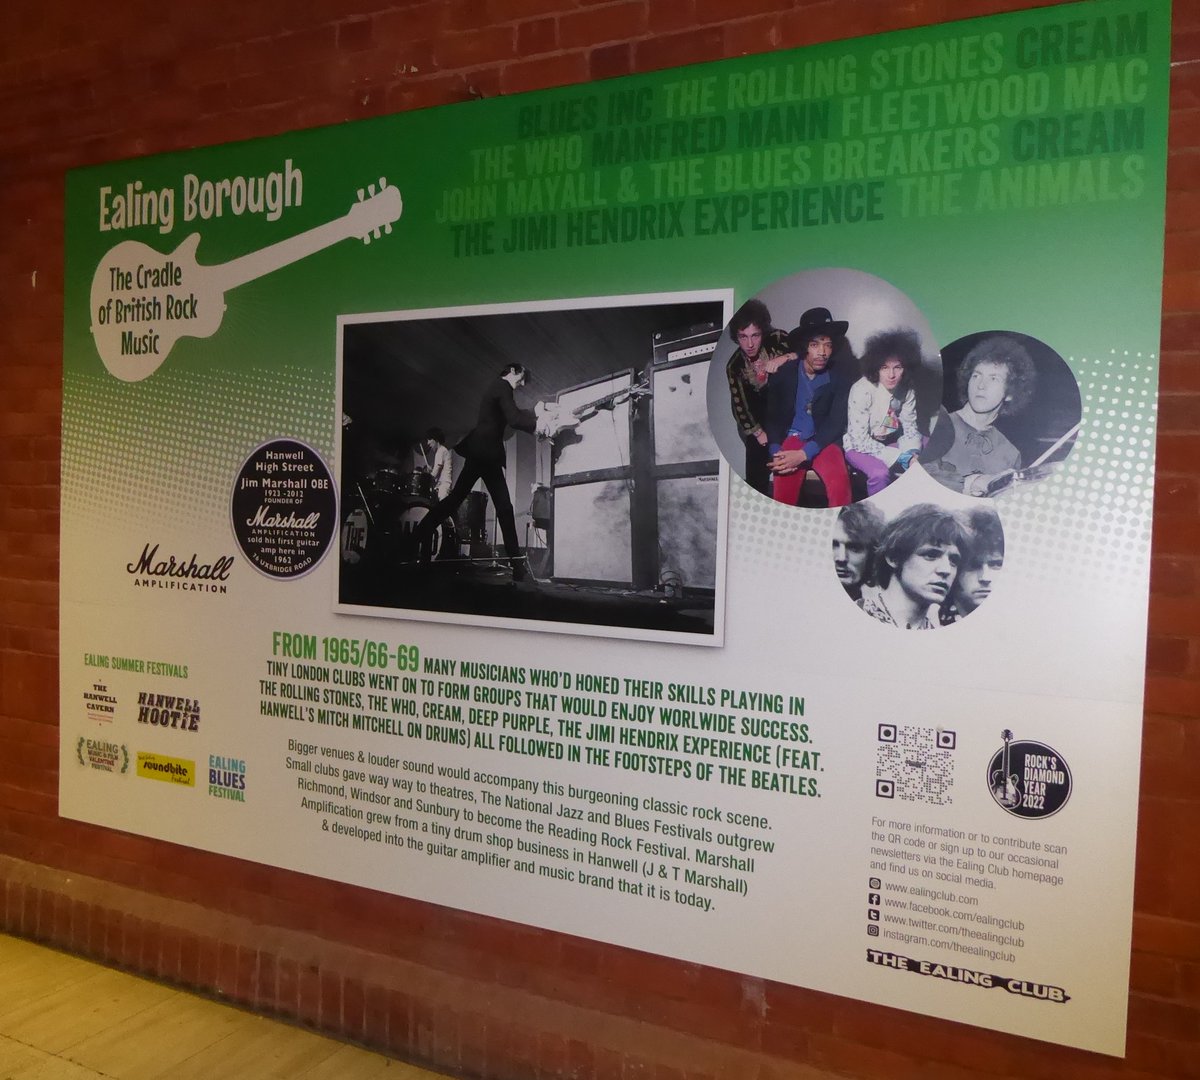 BLUES INC THE ROLLING STONES CREAM
THE WHO MANFRED MANN FLEETWOOD MAC
JOHN MAYALL & THE BLUES BREAKERS CREAM
THE JIMI HENDRIX EXPERIENCE THE ANIMALS
Ealing Borough
The Cradle
of British Rock
Music
Hanwell
High Street
Jim Marshall OBE
1923-2012
FOUNDER OF
Marshall
AMPLIFICATION
sold his first guitar
amp here in
1962
76 UXBRIDGE ROAD
Marshall
AMPLIFICATION
MARSHALL
THE
FROM 1965/66-69 MANY MUSICIANS WHO'D HONED THEIR SKILLS PLAYING IN
TINY LONDON CLUBS WENT ON TO FORM GROUPS THAT WOULD ENJOY WORLWIDE SUCCESS.
THE ROLLING STONES, THE WHO, CREAM, DEEP PURPLE, THE JIMI HENDRIX EXPERIENCE (FEAT.
HANWELL'S MITCH MITCHELL ON DRUMS) ALL FOLLOWED IN THE FOOTSTEPS OF THE BEATLES.
Bigger venues & louder sound would accompany this burgeoning classic rock scene.
Small clubs gave way way to theatres, The National Jazz and Blues Festivals outgrew
Richmond, Windsor and Sunbury to become the Reading Rock Festival. Marshall
Amplification grew from a tiny drum shop business in Hanwell (J & T Marshall)
& developed into the guitar amplifier and music brand that it is today.
EALING SUMMER FESTIVALS
THE
HANWELL
CAVERN
HANWELL
HOOTIE
EALING
MUSIC & FILM
VALENTINE
FESTIVAL
soundbite
Festival
EALING
BLUES
FESTIVAL
ROCK'S
DIAMOND
YEAR
2022
For more information or to contribute scan
the QR code or sign up to our occasional
newsletters via the Ealing Club homepage
and find us on social media.
www.ealingclub.com
www.facebook.com/ealingclub
www.twitter.com/theealingclub
instagram.com/theealingclub
THE EALING CLUB